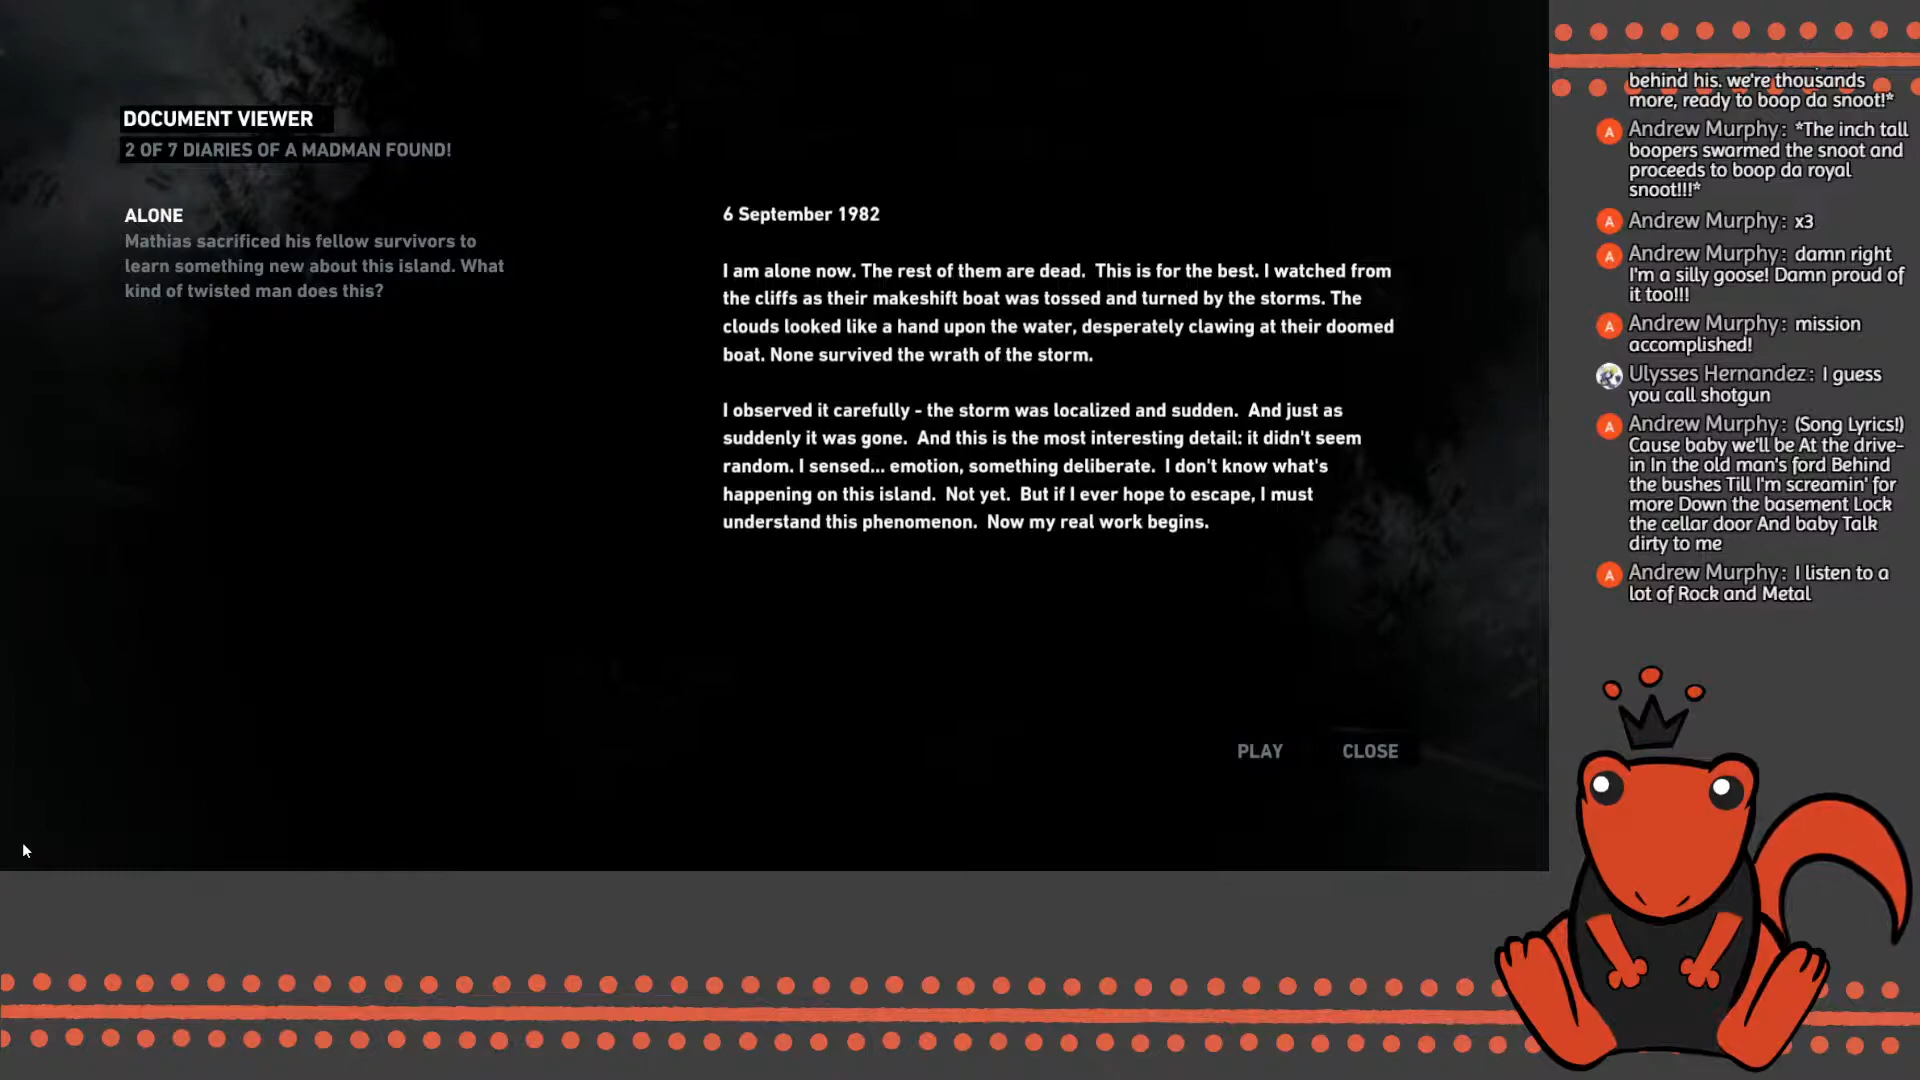 DOCUMENT VIEWER
2 OF 7 DIARIES OF A MADMAN FOUND!
ALONE
Mathias sacrificed his fellow survivors to
learn something new about this island. What
kind of twisted man does this?
6 September 1982
I am alone now. The rest of them are dead.  This is for the best. I watched from
the cliffs as their makeshift boat was tossed and turned by the storms. The
clouds looked like a hand upon the water, desperately clawing at their doomed
boat. None survived the wrath of the storm.
I observed it carefully - the storm was localized and sudden.  And just as
suddenly it was gone.  And this is the most interesting detail: it didn't seem
random. I sensed... emotion, something deliberate.  I don't know what's
happening on this island.  Not yet.  But if I ever hope to escape, I must
understand this phenomenon.  Now my real work begins.
PLAY
CLOSE
behind his. we're thousands
more, ready to boop da snoot!*
A Andrew Murphy: *The inch tall
boopers swarmed the snoot and
proceeds to boop da royal
snoot!!!*
A Andrew Murphy: x3
A Andrew Murphy: damn right
I'm a silly goose! Damn proud of
it too!!!
A Andrew Murphy: mission
accomplished!
Ulysses Hernandez: I guess
you call shotgun
A Andrew Murphy: (Song Lyrics!)
Cause baby we'll be At the drive-
in In the old man's ford Behind
the bushes Till I'm screamin' for
more Down the basement Lock
the cellar door And baby Talk
dirty to me
A Andrew Murphy: I listen to a
lot of Rock and Metal